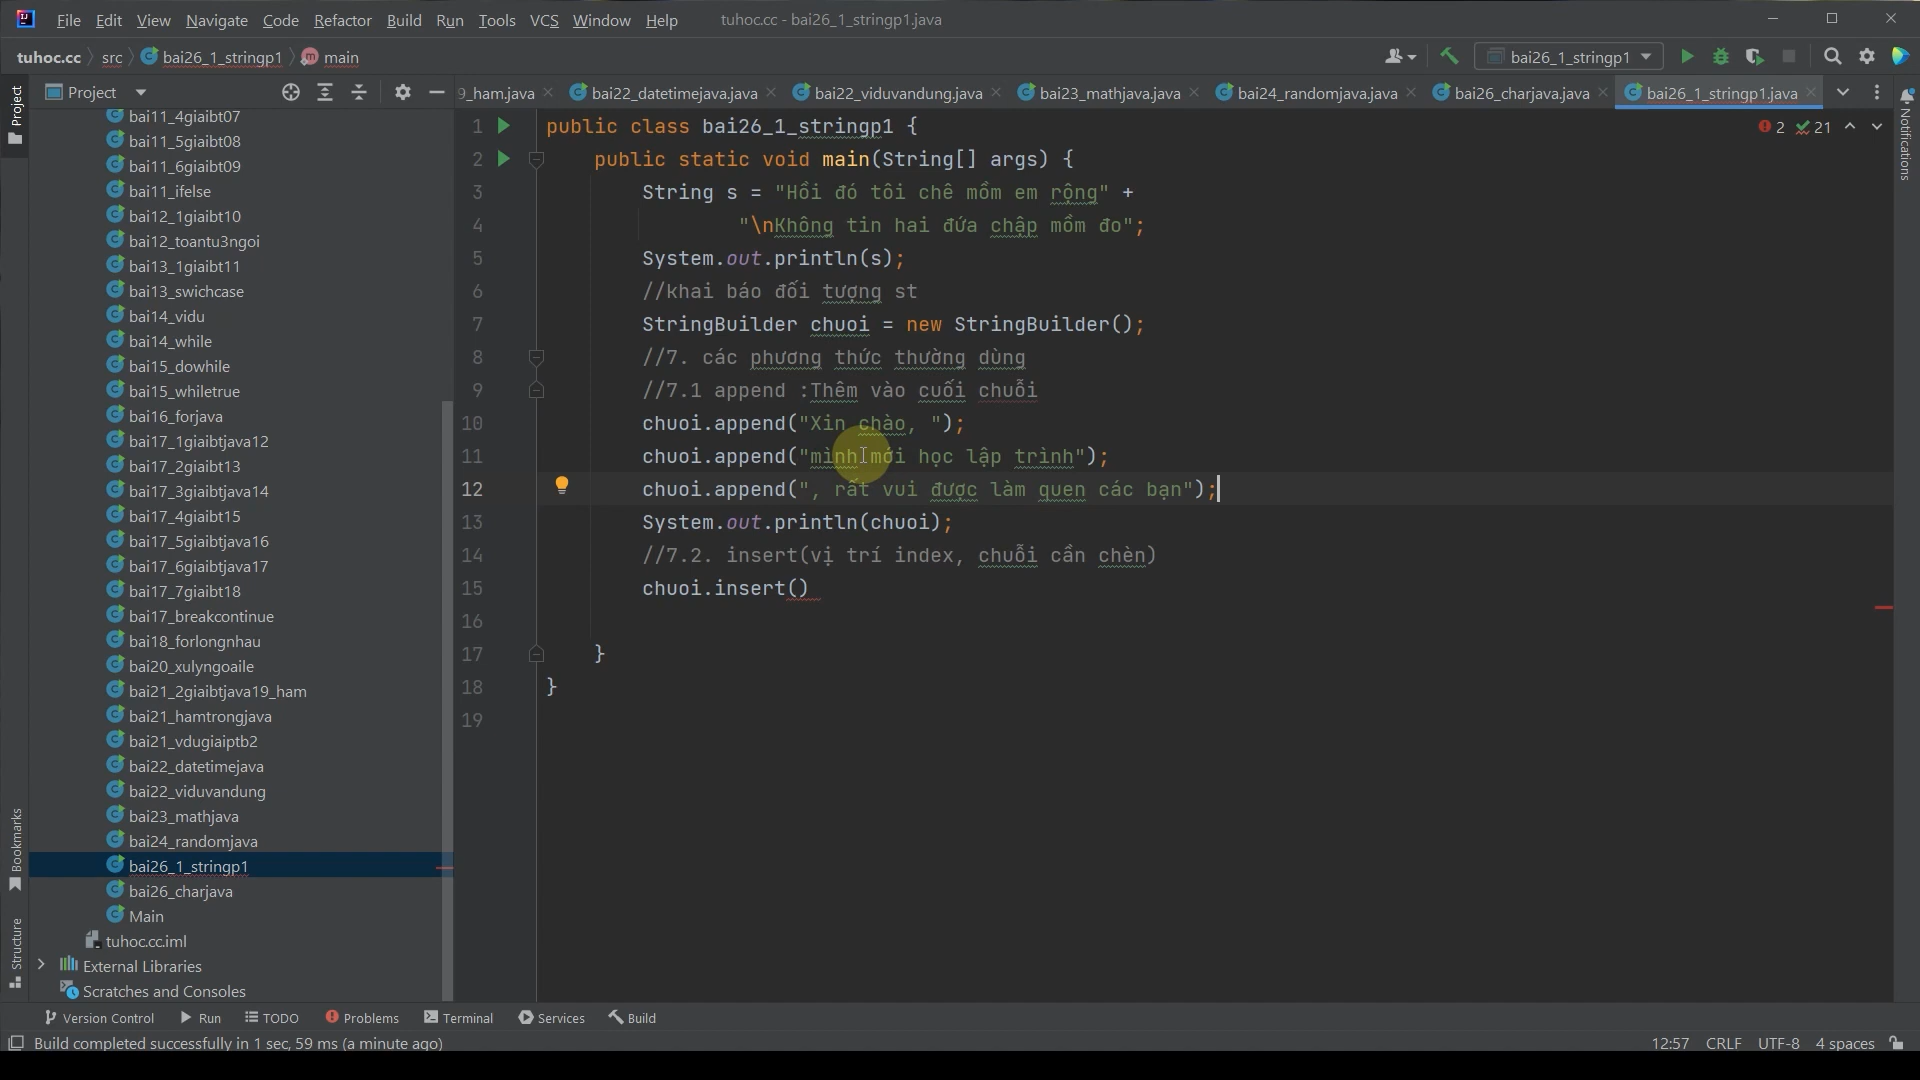 File Edit View Navigate Code Refactor Build Run Tools VCS Window Help tuhoc.cc - bai26_1_stringp1.java
tuhoc.cc src bai26_1_stringp1 main
bai26_1_stringp1
Project
9_ham.java bai22_datetimejava.java bai22_viduvandung.java bai23_mathjava.java bai24_randomjava.java bai26_charjava.java bai26_1_stringp1.java
Project
Bookmarks
Structure
Notifications
bai11_4giaibt07
bai11_5giaibt08
bai11_6giaibt09
bai11_ifelse
bai12_1giaibt10
bai12_toantu3ngoi
bai13_1giaibt11
bai13_swichcase
bai14_vidu
bai14_while
bai15_dowhile
bai15_whiletrue
bai16_forjava
bai17_1giaibtjava12
bai17_2giaibt13
bai17_3giaibtjava14
bai17_4giaibt15
bai17_5giaibtjava16
bai17_6giaibtjava17
bai17_7giaibt18
bai17_breakcontinue
bai18_forlongnhau
bai20_xulyngoaile
bai21_2giaibtjava19_ham
bai21_hamtrongjava
bai21_vdugiaiptb2
bai22_datetimejava
bai22_viduvandung
bai23_mathjava
bai24_randomjava
bai26_1_stringp1
bai26_charjava
Main
tuhoc.cc.iml
External Libraries
Scratches and Consoles
2 21
1 public class bai26_1_stringp1 {
2 public static void main(String[] args) {
3 String s = "Hồi đó tôi chê mồm em rộng" +
4 "\nKhông tin hai đứa chập mồm đo";
5 System.out.println(s);
6 //khai báo đối tượng st
7 StringBuilder chuoi = new StringBuilder();
8 //7. các phương thức thường dùng
9 //7.1 append :Thêm vào cuối chuỗi
10 chuoi.append("Xin chào, ");
11 chuoi.append("mình mới học lập trình");
12 chuoi.append(", rất vui được làm quen các bạn");
13 System.out.println(chuoi);
14 //7.2. insert(vị trí index, chuỗi cần chèn)
15 chuoi.insert()
16
17 }
18 }
19
Version Control Run TODO Problems Terminal Services Build
Build completed successfully in 1 sec, 59 ms (a minute ago) 12:57 CRLF UTF-8 4 spaces